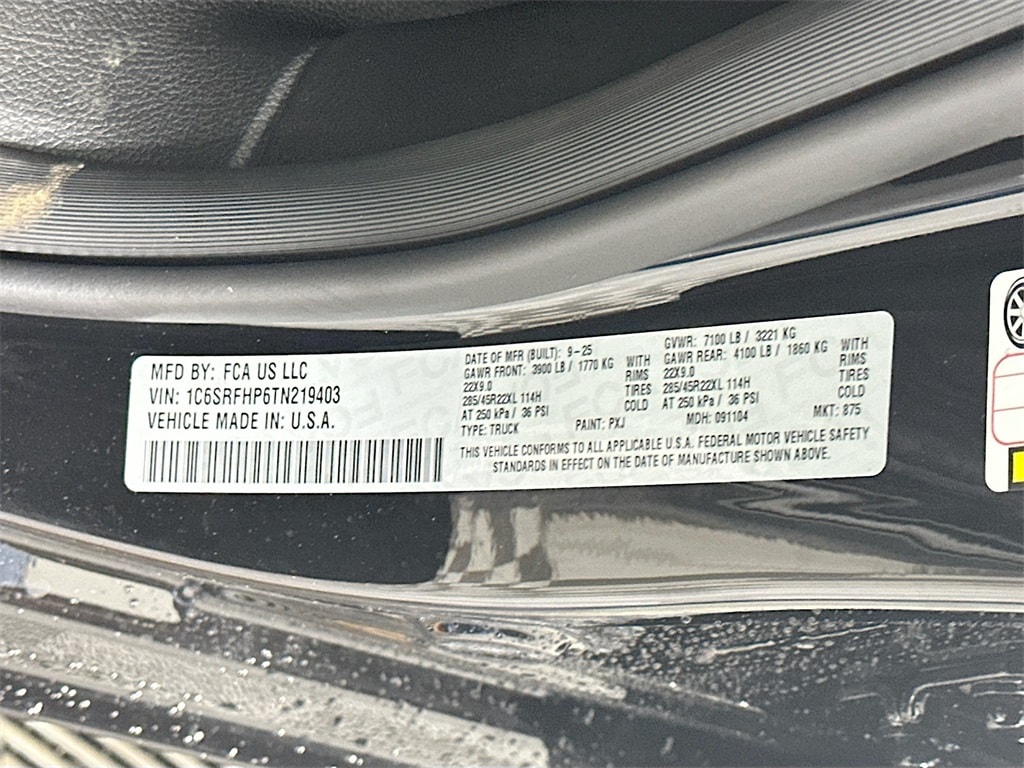 MFD BY: FCA US LLC
VIN: 1C6SRFHP6TN219403
VEHICLE MADE IN: U.S.A.
DATE OF MFR (BUILT): 9-25
GAWR FRONT: 3900 LB / 1770 KG WITH
22X9.0 RIMS
285/45R22XL 114H TIRES
AT 250 kPa / 36 PSI COLD
TYPE: TRUCK PAINT: PXJ
GVWR: 7100 LB / 3221 KG
GAWR REAR: 4100 LB / 1860 KG WITH
22X9.0 RIMS
285/45R22XL 114H TIRES
AT 250 kPa / 36 PSI COLD
MDH: 091104 MKT: 875
THIS VEHICLE CONFORMS TO ALL APPLICABLE U.S.A. FEDERAL MOTOR VEHICLE SAFETY
STANDARDS IN EFFECT ON THE DATE OF MANUFACTURE SHOWN ABOVE.